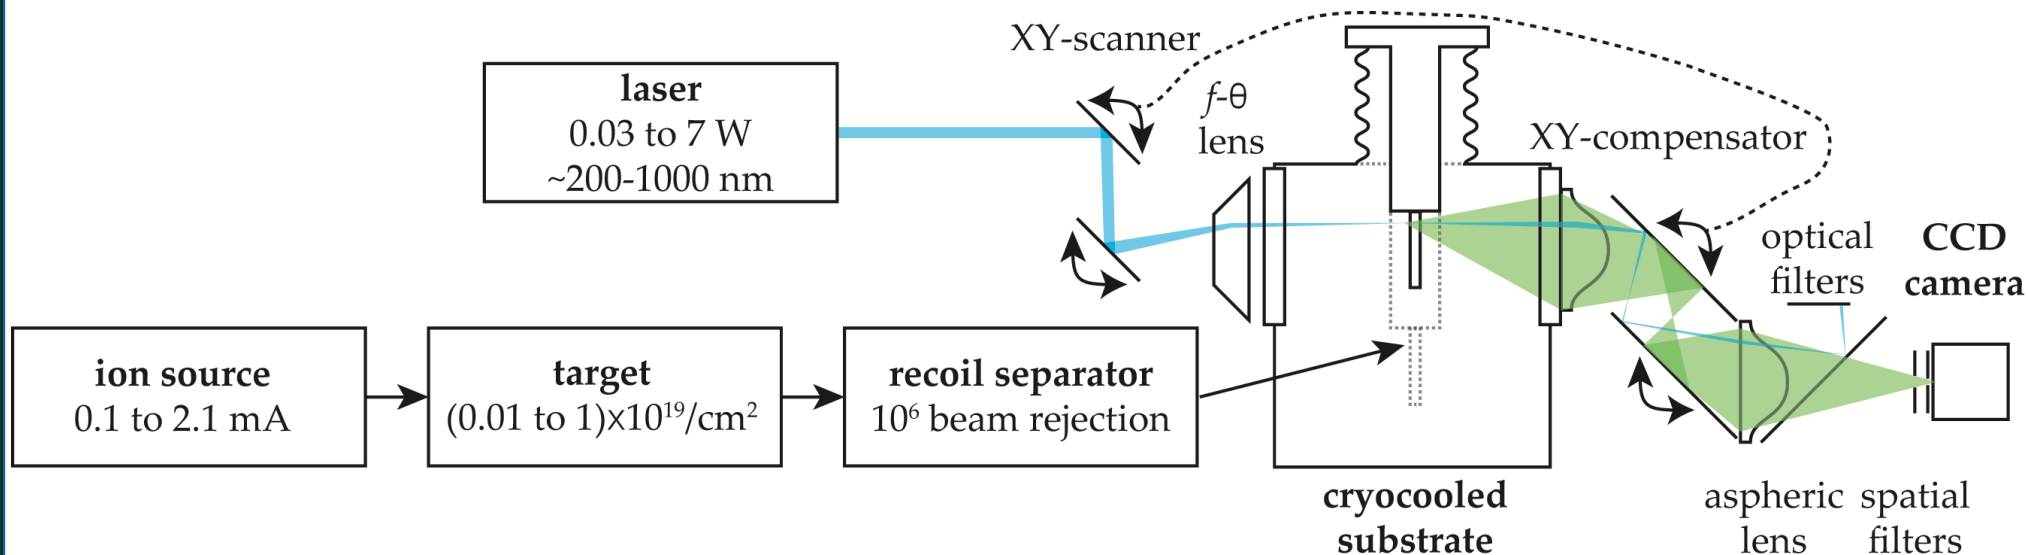 XY-scanner
laser
0.03 to 7 W
~200-1000 nm
f-θ
lens
XY-compensator
optical
filters
CCD
camera
ion source
0.1 to 2.1 mA
target
(0.01 to 1)×10¹⁹/cm²
recoil separator
10⁶ beam rejection
cryocooled
substrate
aspheric
lens
spatial
filters